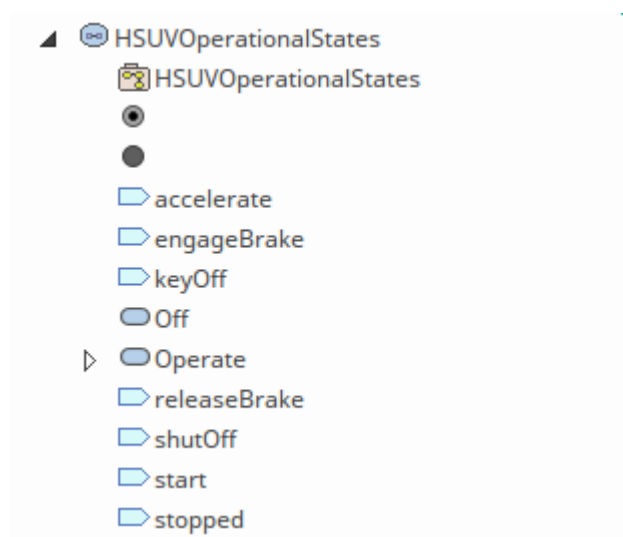 HSUVOperationalStates
HSUVOperationalStates
accelerate
engageBrake
keyOff
Off
Operate
releaseBrake
shutOff
start
stopped